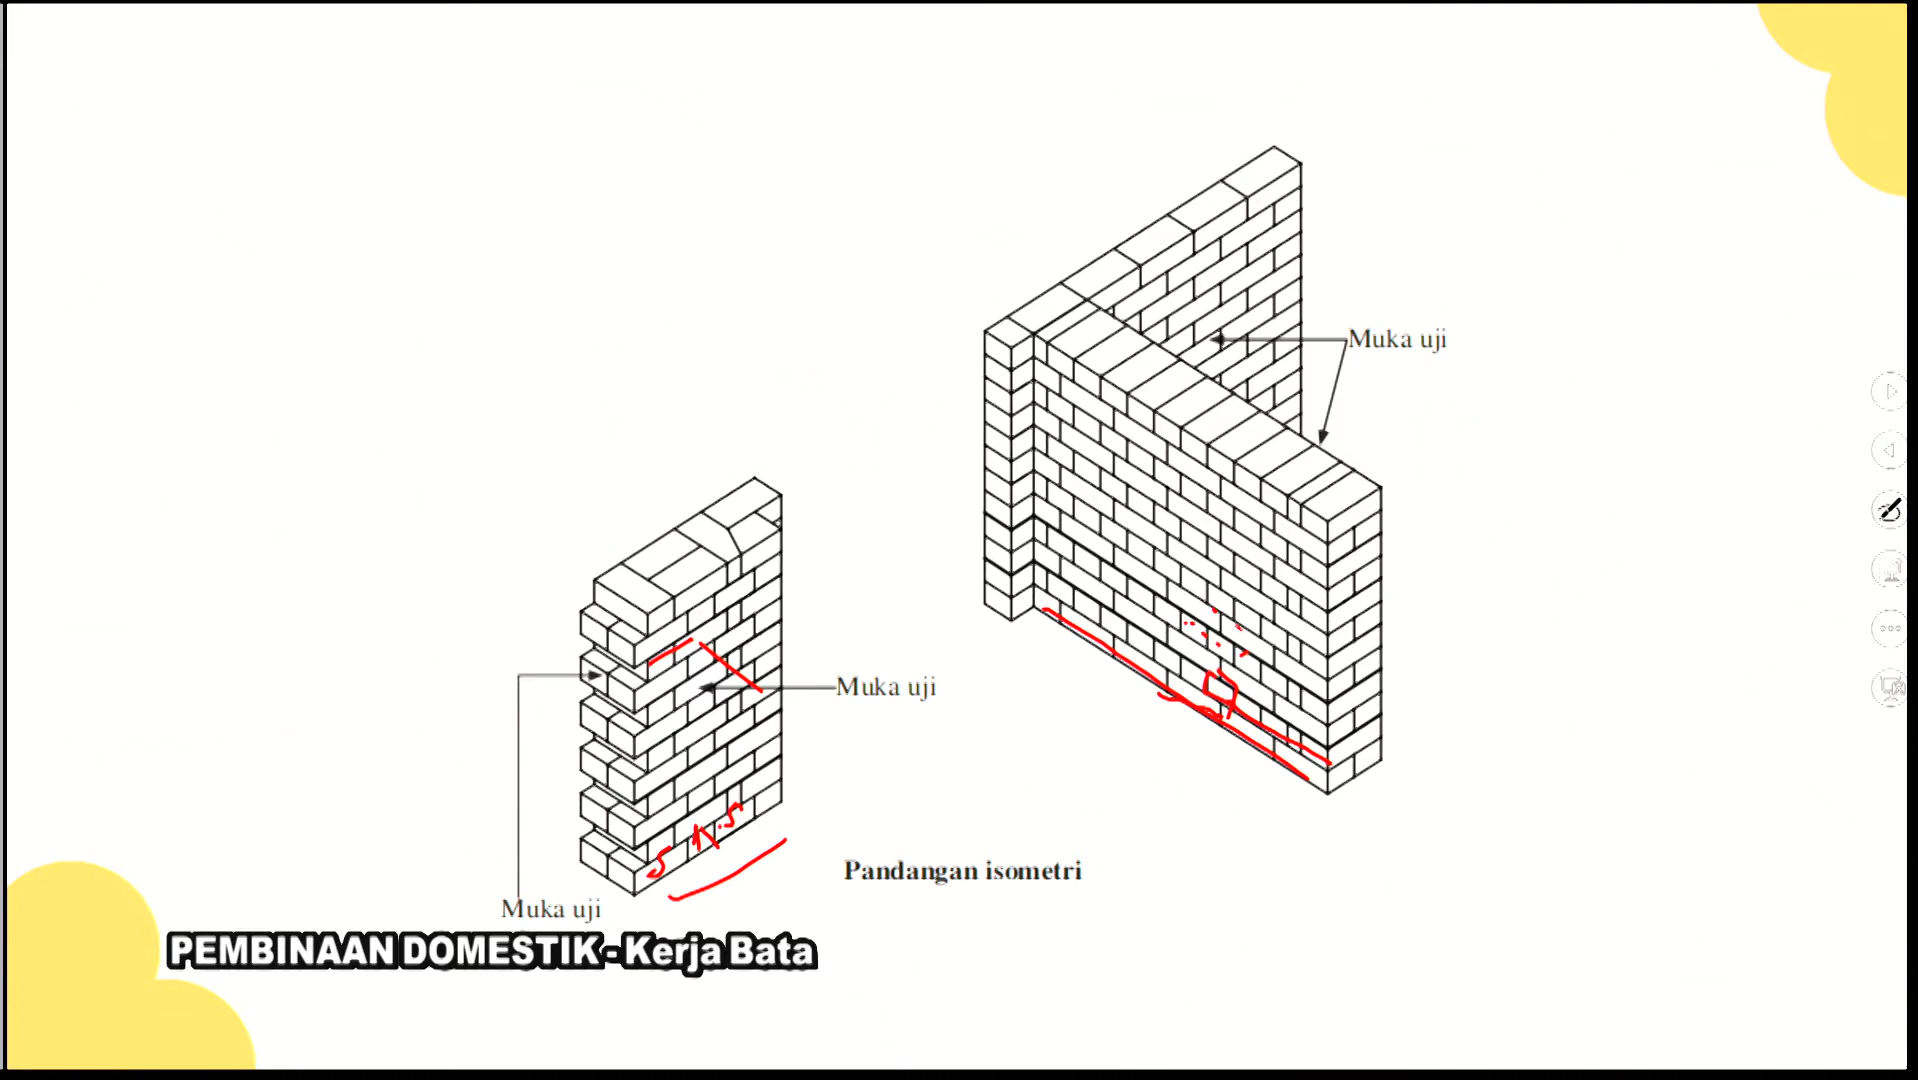 Muka uji
Muka uji
Pandangan isometri
Muka uji
PEMBINAAN DOMESTIK - Kerja Bata